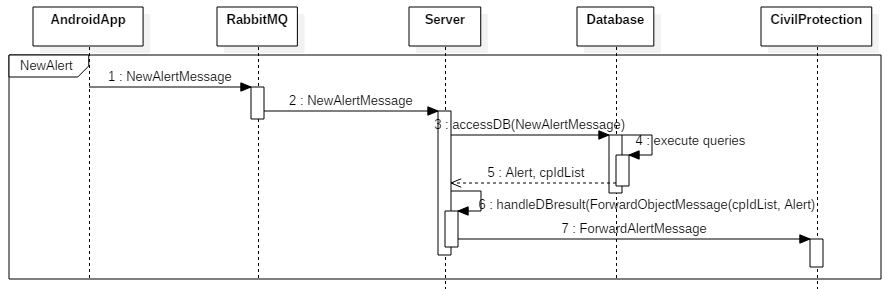 AndroidApp
RabbitMQ
Server
Database
CivilProtection
NewAlert
1 : NewAlertMessage
2 : NewAlertMessage
3 : accessDB(NewAlertMessage)
4 : execute queries
5 : Alert, cpIdList
6 : handleDBresult(ForwardObjectMessage(cpIdList, Alert)
7 : ForwardAlertMessage